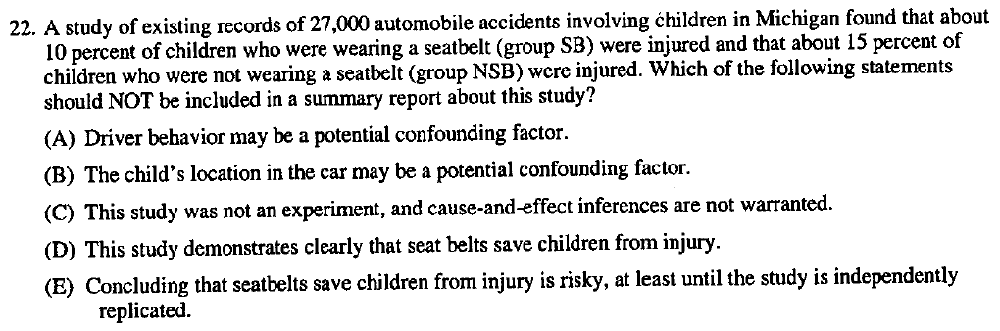 22. A study of existing records of 27,000 automobile accidents involving children in Michigan found that about
10 percent of children who were wearing a seatbelt (group SB) were injured and that about 15 percent of
children who were not wearing a seatbelt (group NSB) were injured. Which of the following statements
should NOT be included in a summary report about this study?
(A) Driver behavior may be a potential confounding factor.
(B) The child's location in the car may be a potential confounding factor.
(C) This study was not an experiment, and cause-and-effect inferences are not warranted.
(D) This study demonstrates clearly that seat belts save children from injury.
(E) Concluding that seatbelts save children from injury is risky, at least until the study is independently
replicated.